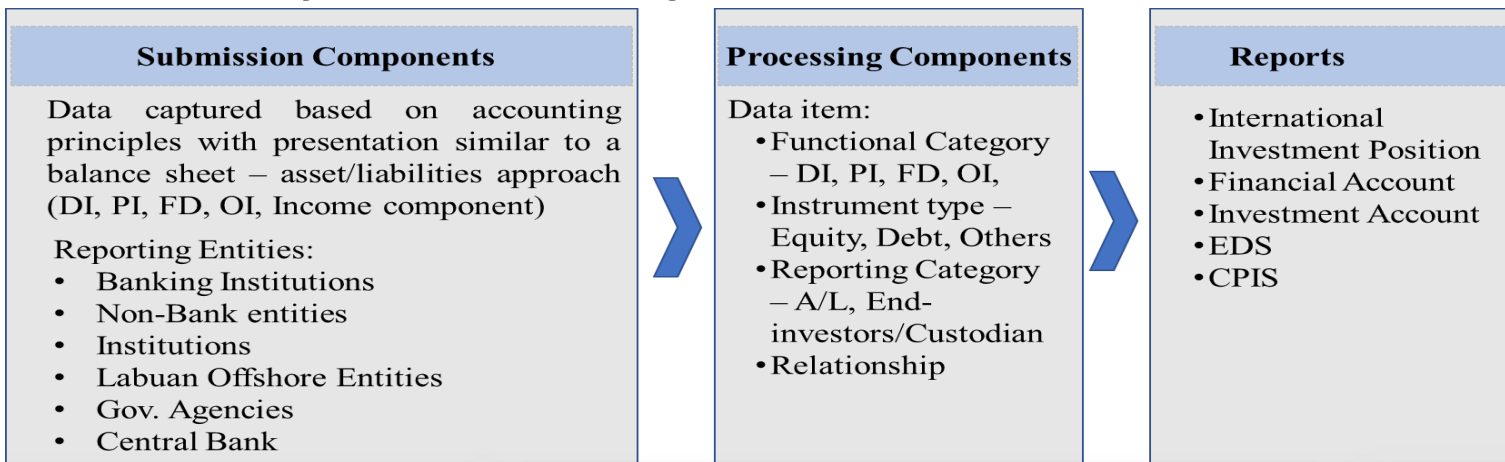 Submission Components
Data captured based on accounting
principles with presentation similar to a
balance sheet – asset/liabilities approach
(DI, PI, FD, OI, Income component)
Reporting Entities:
• Banking Institutions
• Non-Bank entities
• Institutions
• Labuan Offshore Entities
• Gov. Agencies
• Central Bank
Processing Components
Data item:
•Functional Category
– DI, PI, FD, OI,
•Instrument type –
Equity, Debt, Others
•Reporting Category
– A/L, End-
investors/Custodian
•Relationship
Reports
•International
Investment Position
•Financial Account
•Investment Account
•EDS
•CPIS